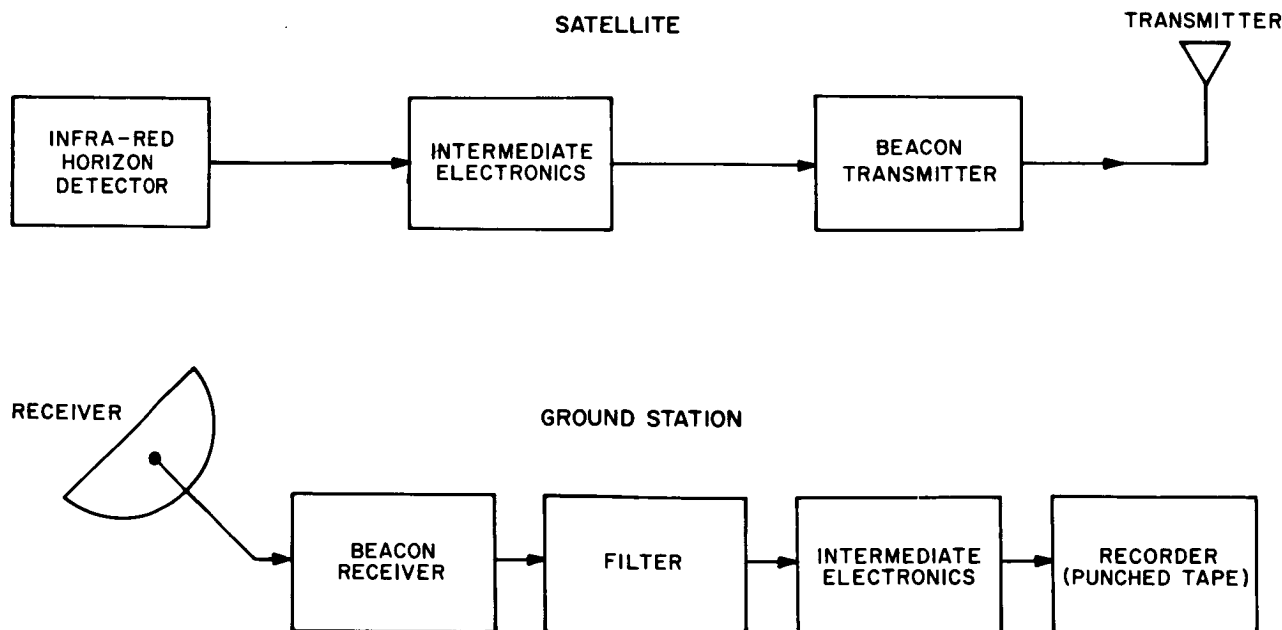 SATELLITE
TRANSMITTER
INFRA-RED
HORIZON
DETECTOR
INTERMEDIATE
ELECTRONICS
BEACON
TRANSMITTER
RECEIVER
GROUND STATION
BEACON
RECEIVER
FILTER
INTERMEDIATE
ELECTRONICS
RECORDER
(PUNCHED TAPE)